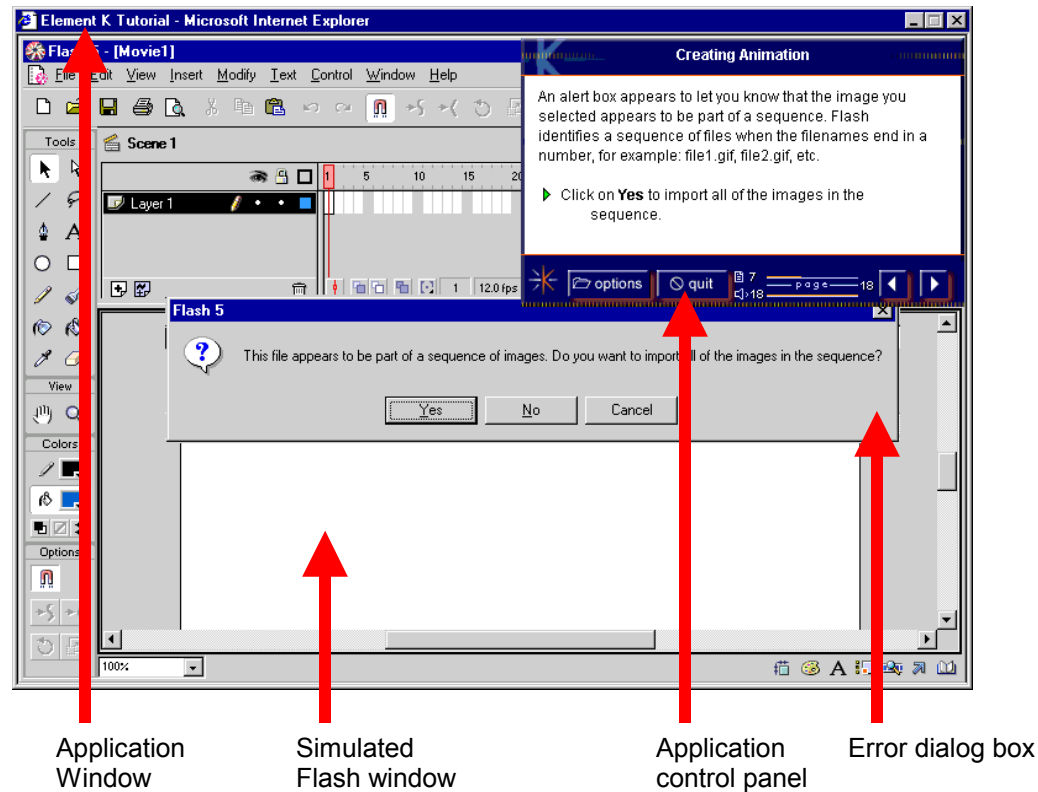 Element K Tutorial - Microsoft Internet Explorer
- [Movie1]
File Edit View Insert Modify Text Control Window Help
Creating Animation
An alert box appears to let you know that the image you
selected appears to be part of a sequence. Flash
identifies a sequence of files when the filenames end in a
number, for example: file1.gif, file2.gif, etc.
Click on Yes to import all of the images in the
sequence.
options
quit
7
18
page
18
Tools
Scene 1
1 5 10 15 20
Layer 1
1 12.0 fps
Flash 5
This file appears to be part of a sequence of images. Do you want to import all of the images in the sequence?
Yes No Cancel
View
Colors
Options
100%
Application
Window
Simulated
Flash window
Application
control panel
Error dialog box